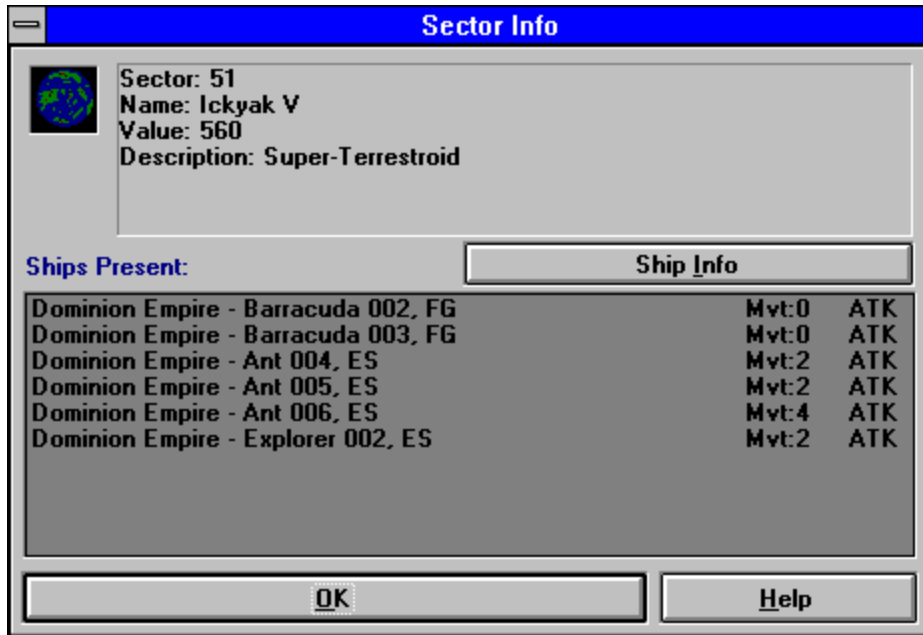 Sector Info
Sector: 51
Name: Ickyak V
Value: 560
Description: Super-Terrestroid
Ships Present:
Ship Info
Dominion Empire - Barracuda 002, FG Mvt:0 ATK
Dominion Empire - Barracuda 003, FG Mvt:0 ATK
Dominion Empire - Ant 004, ES Mvt:2 ATK
Dominion Empire - Ant 005, ES Mvt:2 ATK
Dominion Empire - Ant 006, ES Mvt:4 ATK
Dominion Empire - Explorer 002, ES Mvt:2 ATK
OK
Help